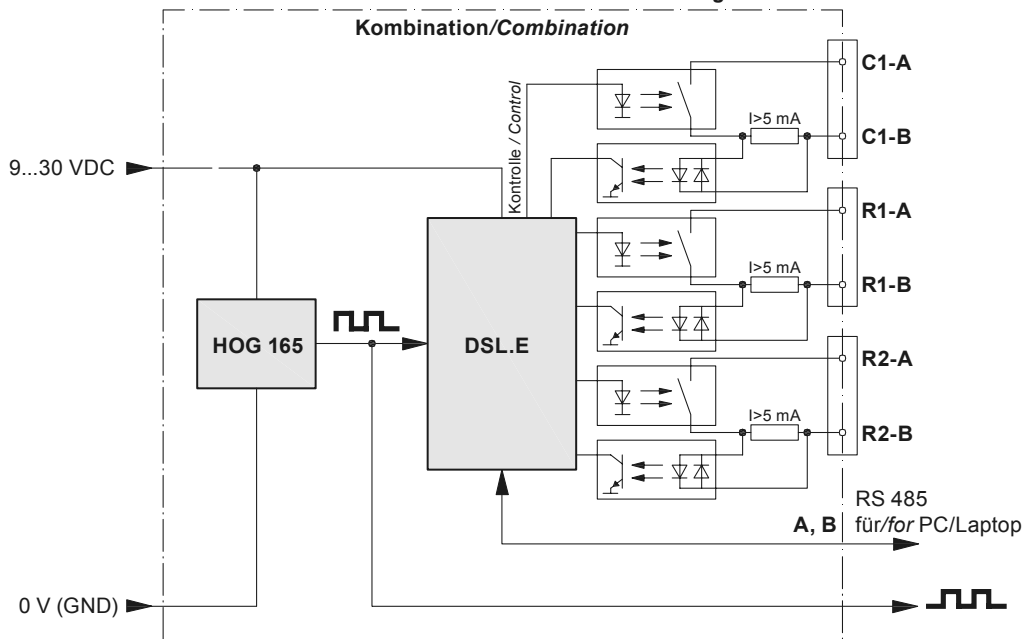 Kombination/Combination
Kontrolle / Control
C1-A
I>5 mA
C1-B
9...30 VDC
R1-A
I>5 mA
R1-B
HOG 165
DSL.E
R2-A
I>5 mA
R2-B
RS 485
A, B für/for PC/Laptop
0 V (GND)